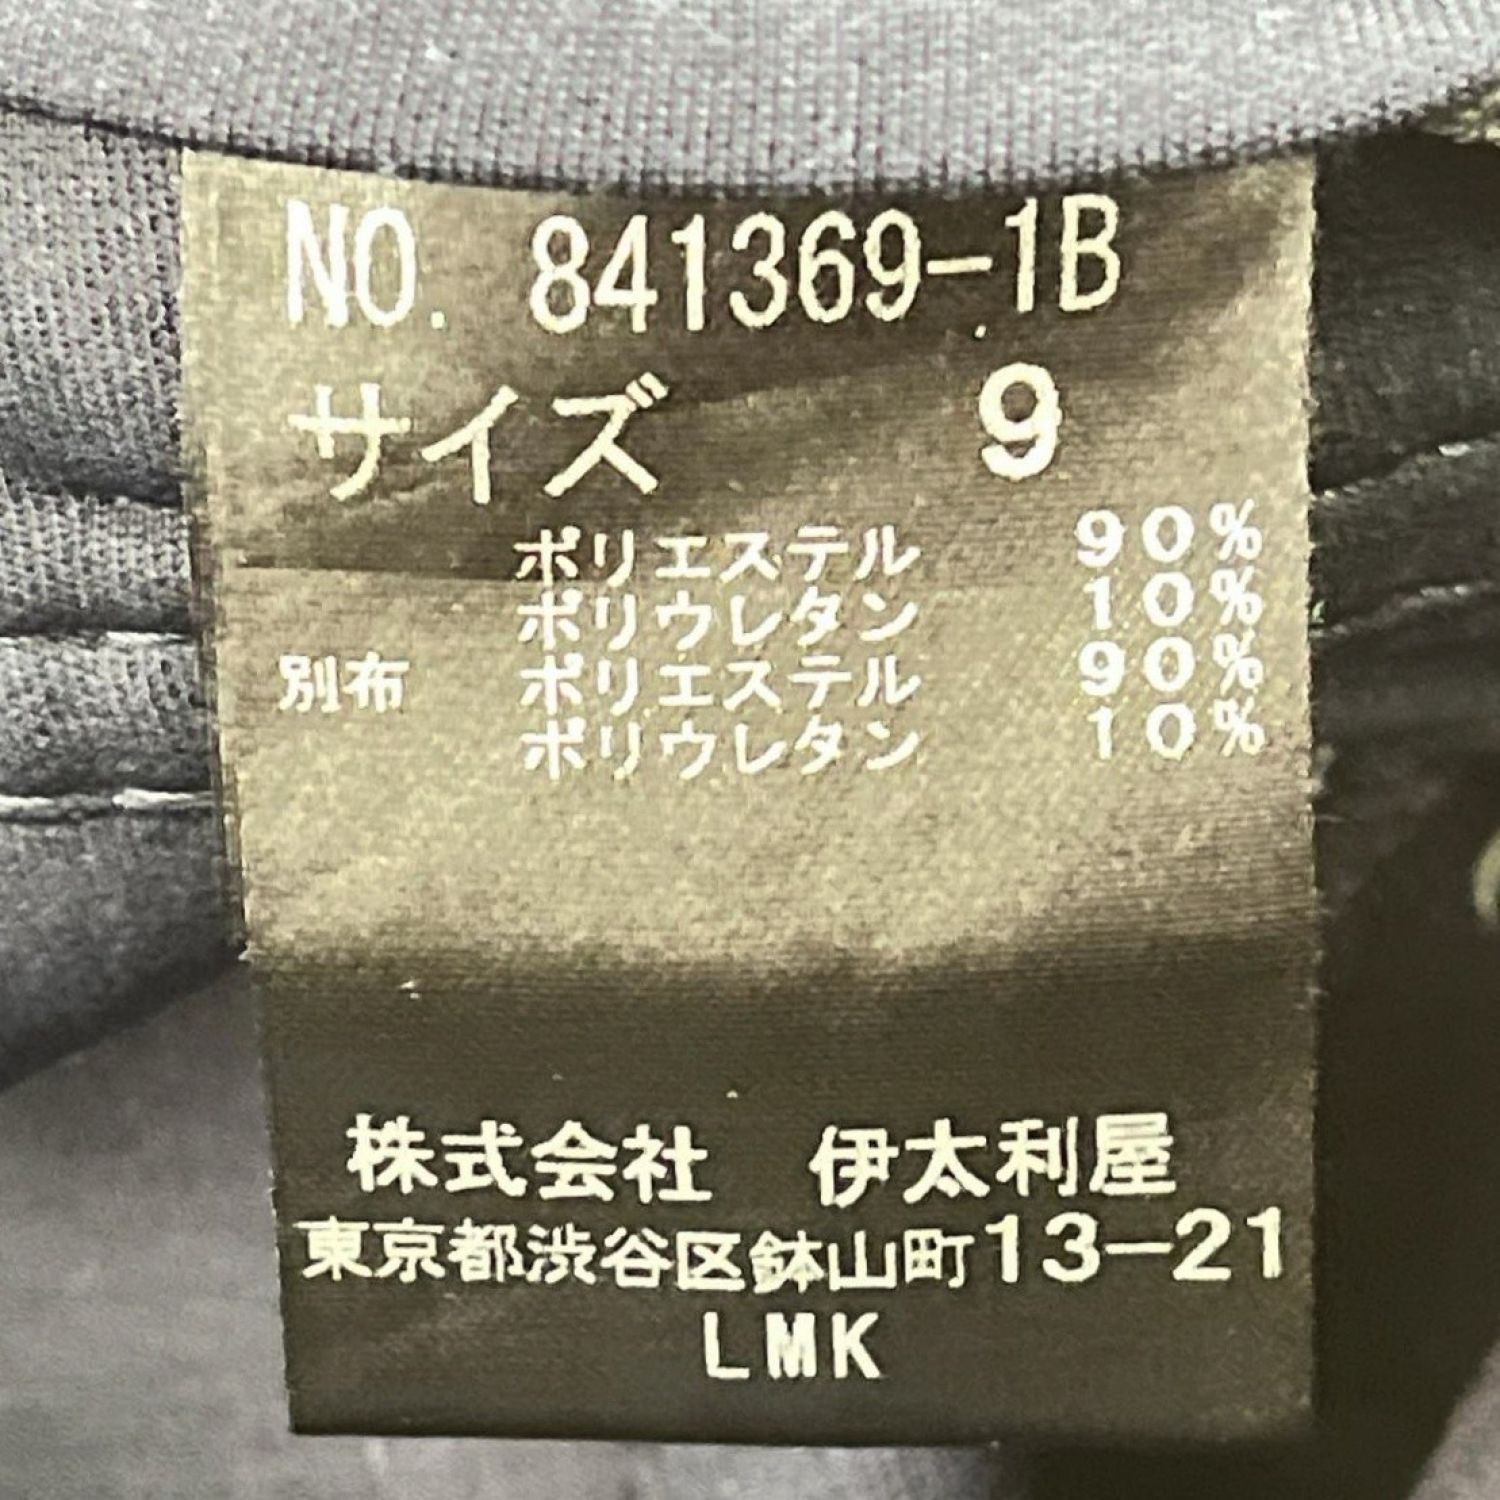 NO. 841369-1B
サイズ 9
ポリエステル 90%
ポリウレタン 10%
別布 ポリエステル 90%
ポリウレタン 10%
株式会社 伊太利屋
東京都渋谷区鉢山町13-21
LMK